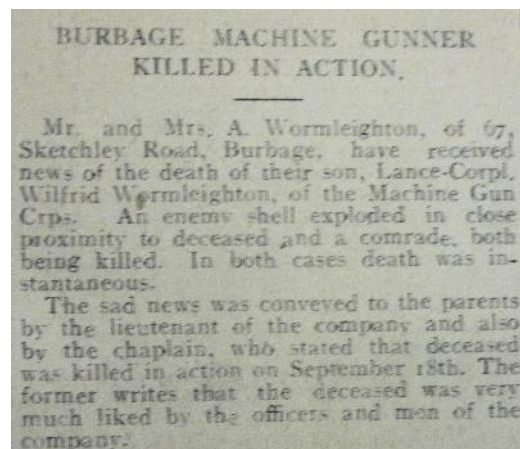 BURBAGE MACHINE GUNNER
KILLED IN ACTION.
Mr. and Mrs. A. Wormleighton, of 67,
Sketchley Road, Burbage, have received
news of the death of their son, Lance-Corpl.
Wilfrid Wormleighton, of the Machine Gun
Crps. An enemy shell exploded in close
proximity to deceased and a comrade, both
being killed. In both cases death was in-
stantaneous.
The sad news was conveyed to the parents
by the lieutenant of the company and also
by the chaplain, who stated that deceased
was killed in action on September 18th. The
former writes that the deceased was very
much liked by the officers and men of the
company.